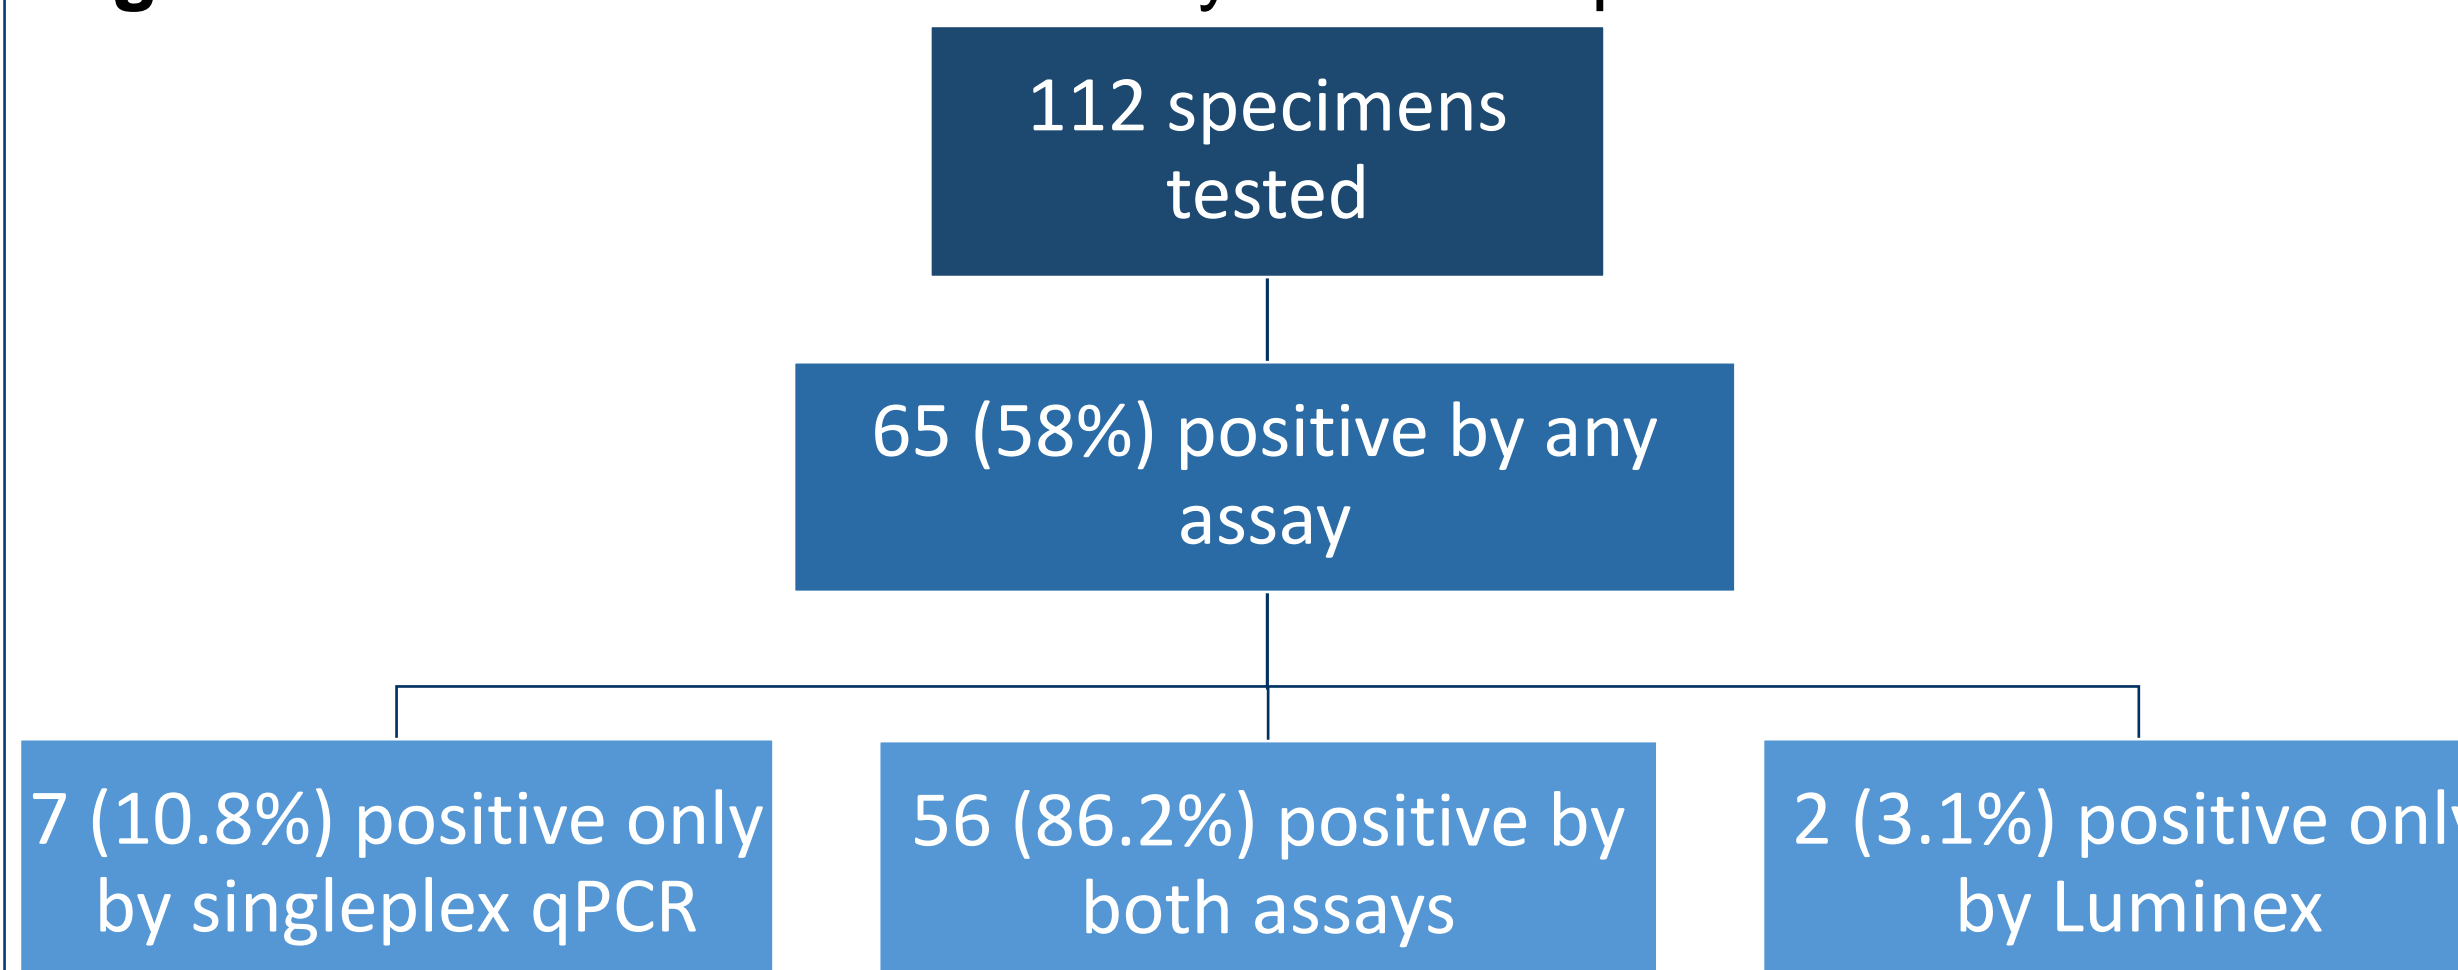 112 specimens
tested
65 (58%) positive by any
assay
7 (10.8%) positive only
by singleplex qPCR
56 (86.2%) positive by
both assays
2 (3.1%) positive only
by Luminex